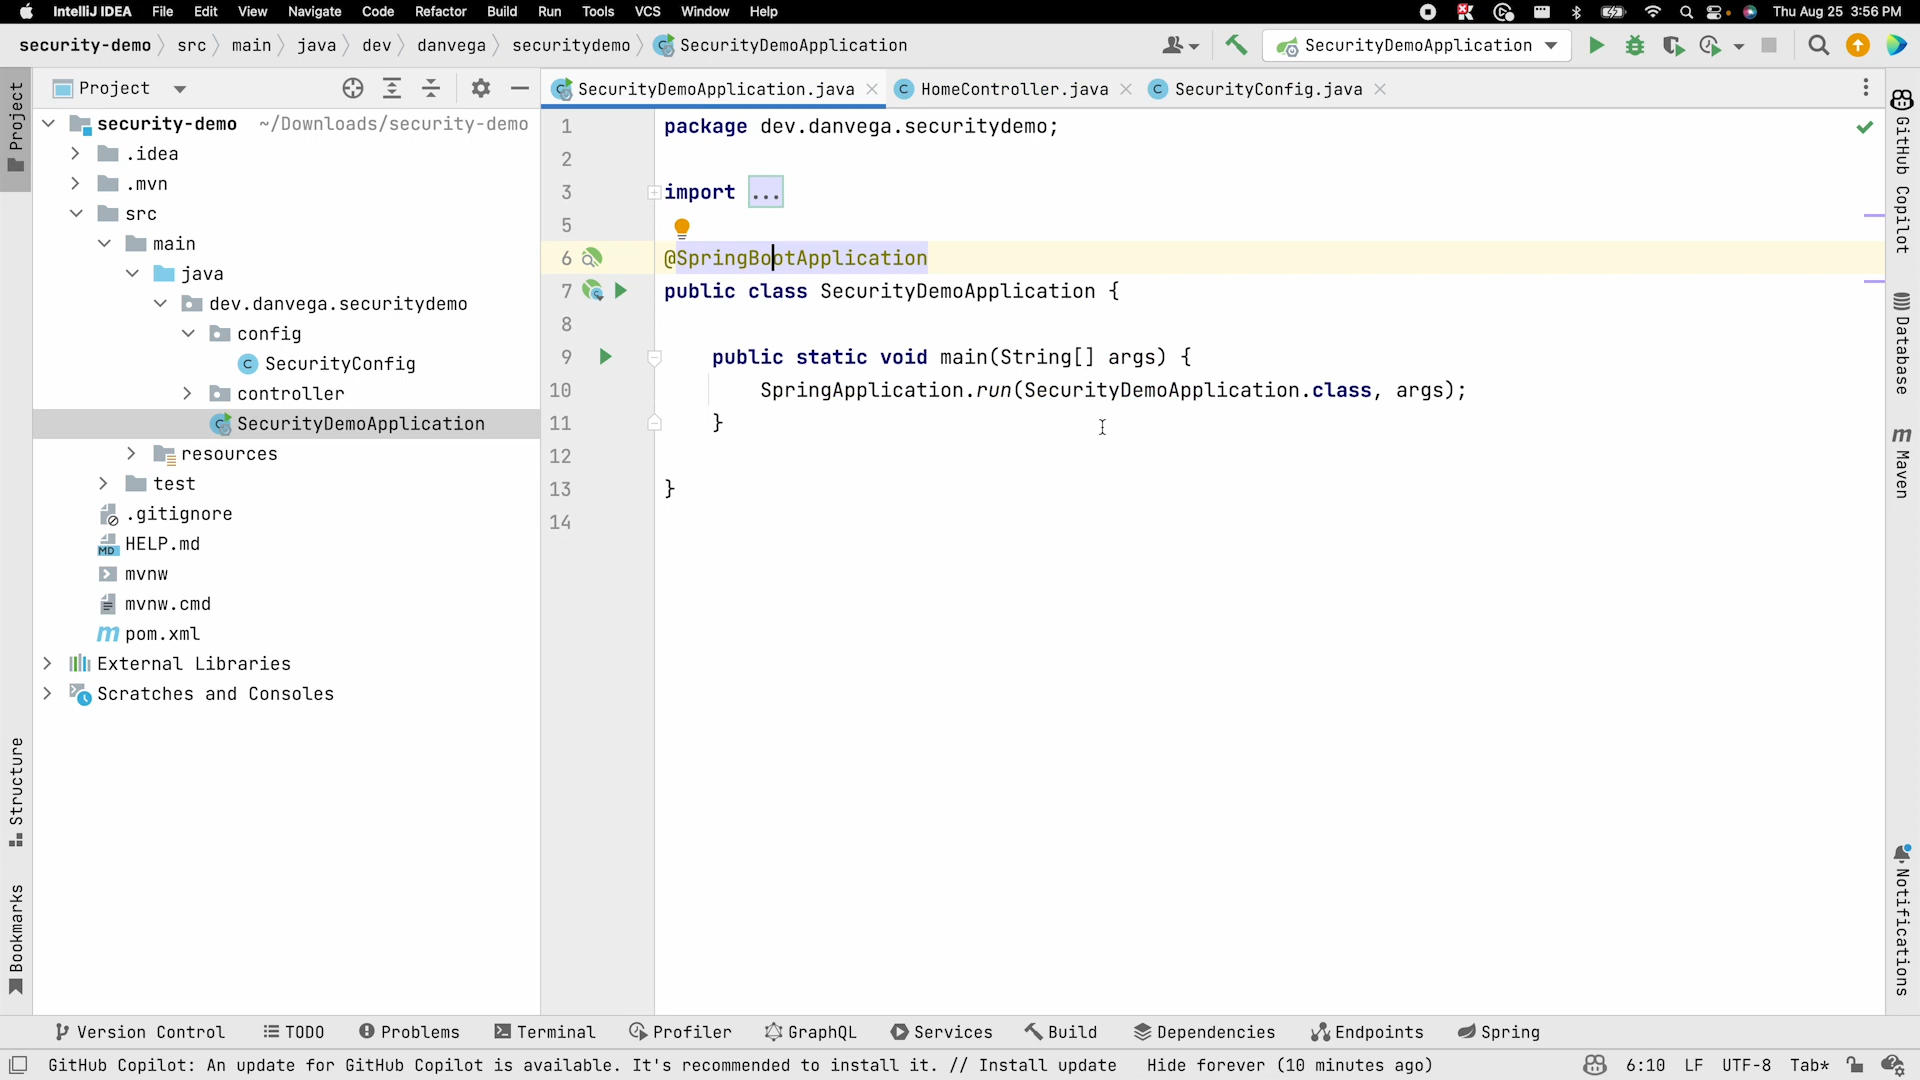 IntelliJ IDEA File Edit View Navigate Code Refactor Build Run Tools VCS Window Help Thu Aug 25 3:56 PM
security-demo src main java dev danvega securitydemo SecurityDemoApplication SecurityDemoApplication
Project
SecurityDemoApplication.java HomeController.java SecurityConfig.java
Project
security-demo ~/Downloads/security-demo
.idea
.mvn
src
main
java
dev.danvega.securitydemo
config
SecurityConfig
controller
SecurityDemoApplication
resources
test
.gitignore
HELP.md
mvnw
mvnw.cmd
pom.xml
External Libraries
Scratches and Consoles
Structure
Bookmarks
1 package dev.danvega.securitydemo;
2
3 import ...
5
6 @SpringBootApplication
7 public class SecurityDemoApplication {
8
9 public static void main(String[] args) {
10 SpringApplication.run(SecurityDemoApplication.class, args);
11 }
12
13 }
14
GitHub Copilot
Database
Maven
Notifications
Version Control TODO Problems Terminal Profiler GraphQL Services Build Dependencies Endpoints Spring
GitHub Copilot: An update for GitHub Copilot is available. It's recommended to install it. // Install update Hide forever (10 minutes ago) 6:10 LF UTF-8 Tab*